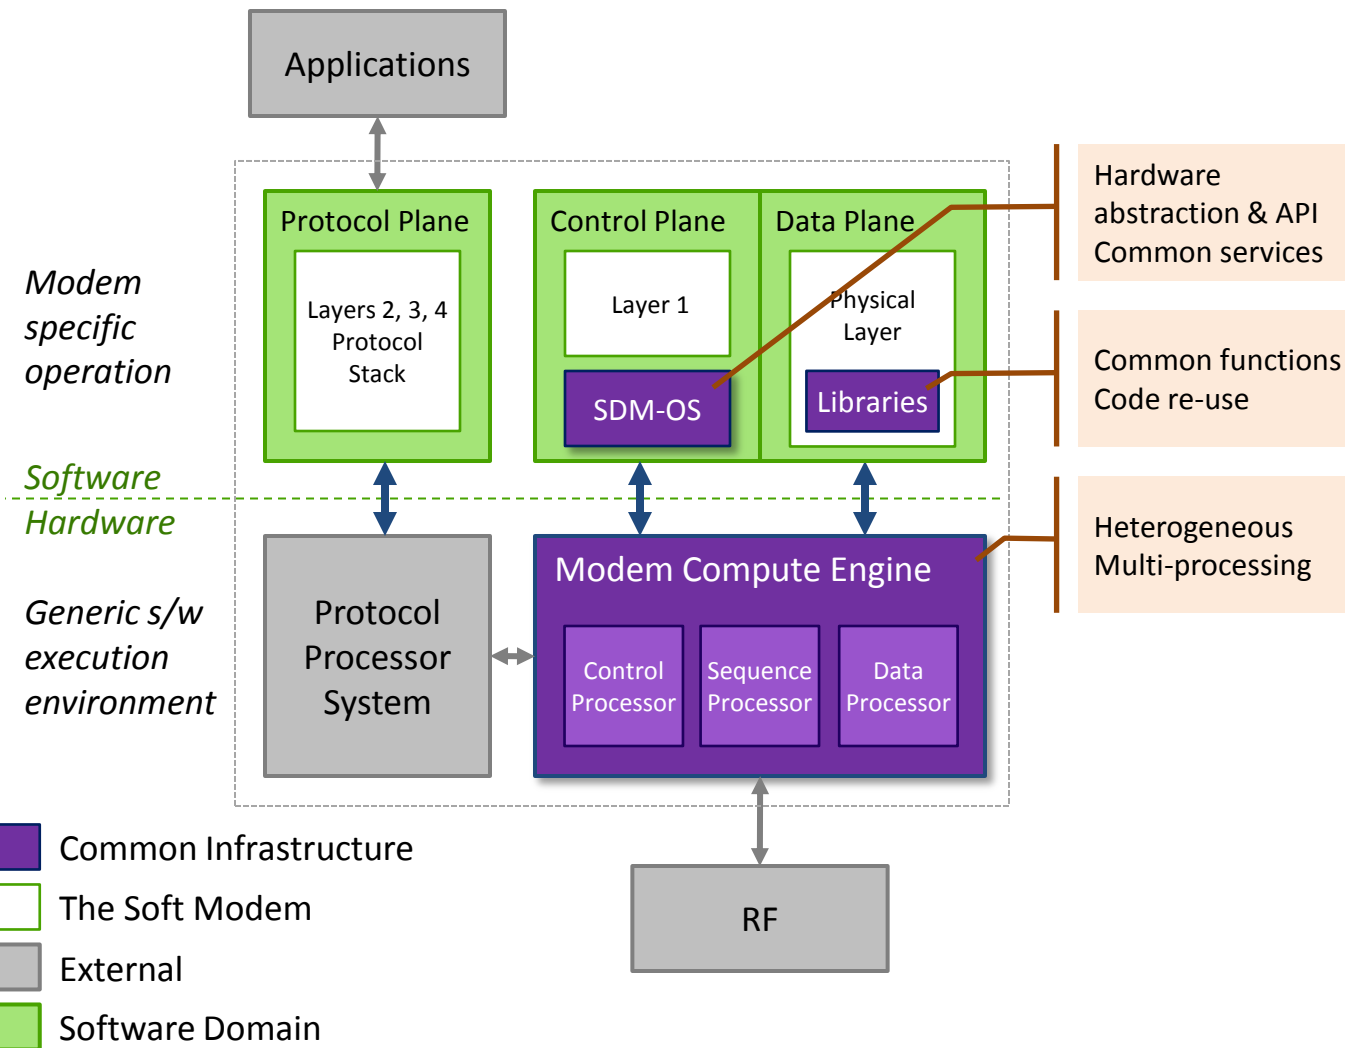 Applications
Protocol Plane
Layers 2, 3, 4
Protocol
Stack
Control Plane
Layer 1
SDM-OS
Data Plane
Physical
Layer
Libraries
Hardware
abstraction & API
Common services
Common functions
Code re-use
Heterogeneous
Multi-processing
Modem
specific
operation
Software
Hardware
Generic s/w
execution
environment
Protocol
Processor
System
Modem Compute Engine
Control
Processor
Sequence
Processor
Data
Processor
RF
Common Infrastructure
The Soft Modem
External
Software Domain